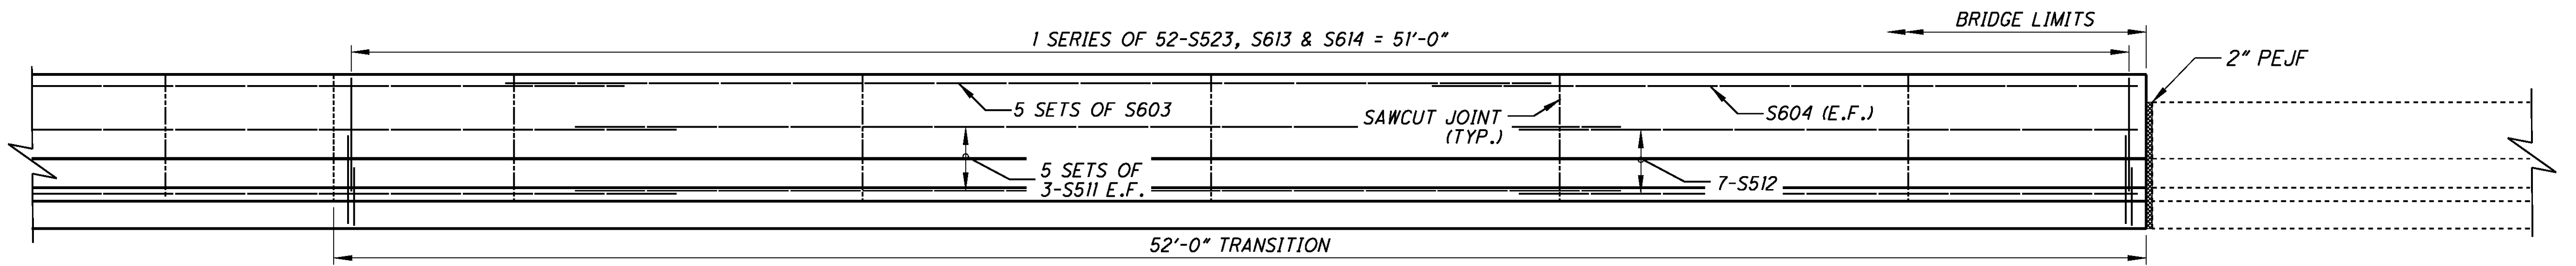 BRIDGE LIMITS
1 SERIES OF 52-S523, S613 & S614 = 51'-0"
2" PEJF
5 SETS OF S603
SAWCUT JOINT
(TYP.)
S604 (E.F.)
5 SETS OF
3-S511 E.F.
7-S512
52'-0" TRANSITION